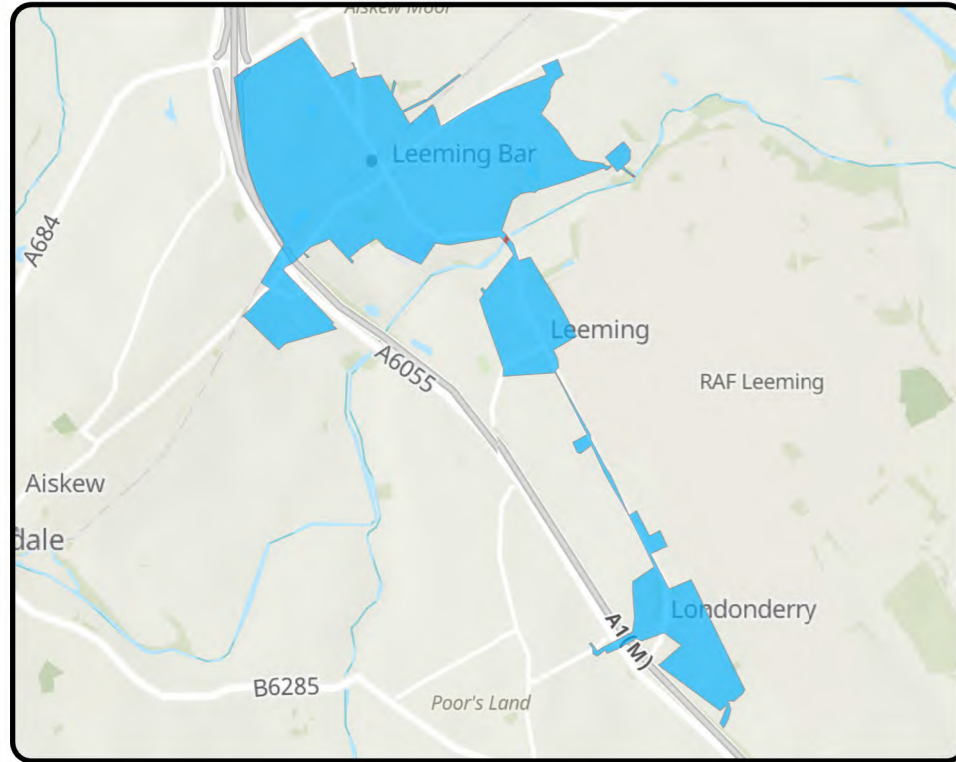 Aiskew Moor
Leeming Bar
A684
Leeming
A6055
RAF Leeming
Aiskew
dale
Londonderry
A1(M)
B6285
Poor's Land